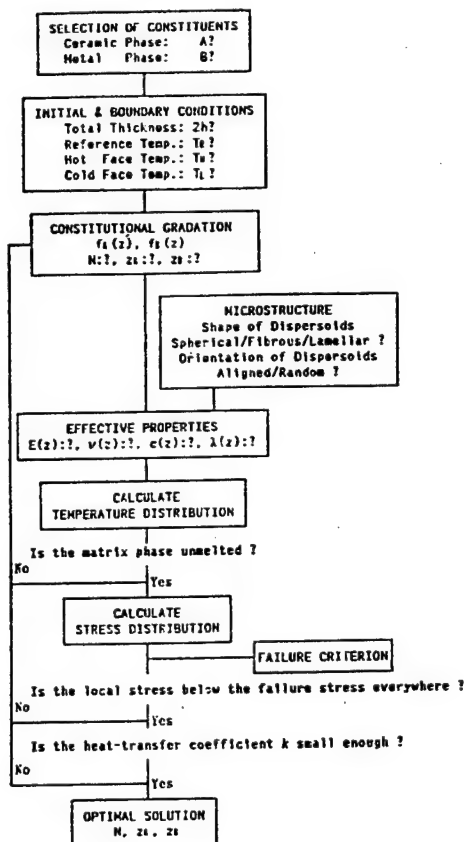 SELECTION OF CONSTITUENTS
Ceramic Phase: A?
Metal Phase: B?
INITIAL & BOUNDARY CONDITIONS
Total Thickness: 2h?
Reference Temp.: TR?
Hot Face Temp.: TH?
Cold Face Temp.: TL?
CONSTITUTIONAL GRADATION
fA(z), fB(z)
N:?, zA:?, zB:?
MICROSTRUCTURE
Shape of Dispersoids
Spherical/Fibrous/Lamellar ?
Orientation of Dispersoids
Aligned/Random ?
EFFECTIVE PROPERTIES
E(z):?, ν(z):?, c(z):?, λ(z):?
CALCULATE
TEMPERATURE DISTRIBUTION
Is the matrix phase unmelted ?
No
Yes
CALCULATE
STRESS DISTRIBUTION
FAILURE CRITERION
Is the local stress below the failure stress everywhere ?
No
Yes
Is the heat-transfer coefficient k small enough ?
No
Yes
OPTIMAL SOLUTION
N, zA, zB